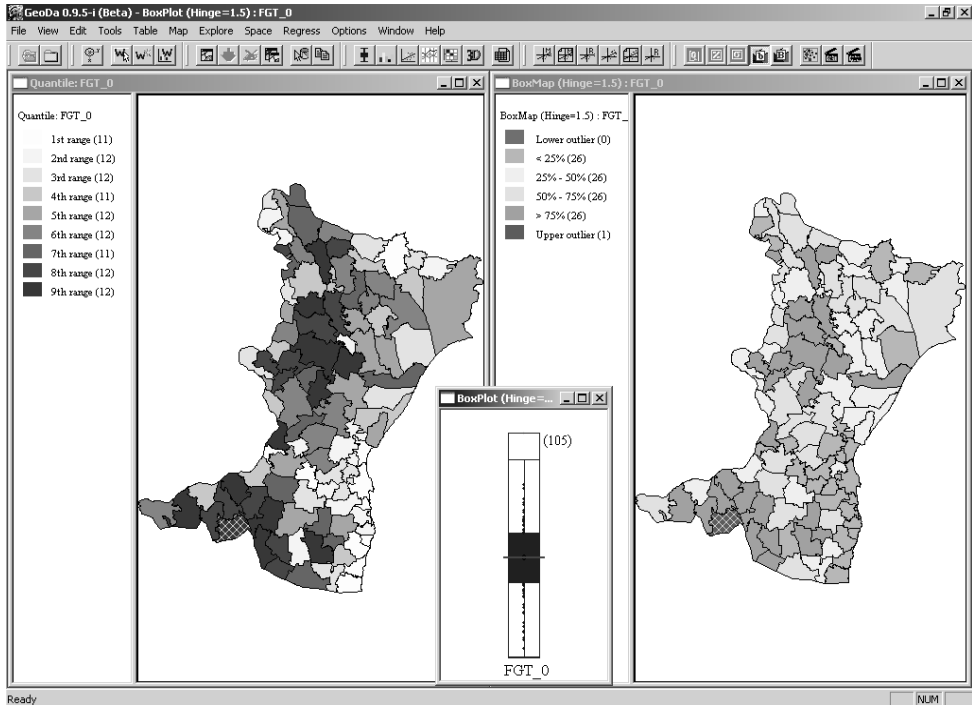 GeoDa 0.9.5-i (Beta) - BoxPlot (Hinge=1.5) : FGT_0
File View Edit Tools Table Map Explore Space Regress Options Window Help
3D
Quantile: FGT_0
Quantile: FGT_0
1st range (11)
2nd range (12)
3rd range (12)
4th range (11)
5th range (12)
6th range (12)
7th range (11)
8th range (12)
9th range (12)
BoxMap (Hinge=1.5) : FGT_0
BoxMap (Hinge=1.5) : FGT_
Lower outlier (0)
< 25% (26)
25% - 50% (26)
50% - 75% (26)
> 75% (26)
Upper outlier (1)
BoxPlot (Hinge=...
(105)
FGT_0
Ready
NUM